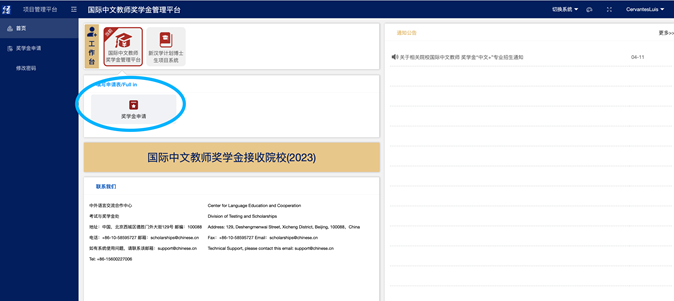 项目管理平台
国际中文教师奖学金管理平台
切换系统
CervantesLuis
首页
奖学金申请
修改密码
工作台
国际中文教师
奖学金管理平台
新汉学计划博士
生项目系统
填写申请表/Full in
奖学金申请
国际中文教师奖学金接收院校(2023)
联系我们
中外语言交流合作中心
Center for Language Education and Cooperation
考试与奖学金处
Division of Testing and Scholarships
地址：中国，北京西城区德胜门外大街129号 邮编：100088
Address: 129, Deshangmenwai Street, Xicheng District, Beijing, 100088，China
电话：+86-10-58595727 邮箱：scholarships@chinese.cn
Fax：+86-10-58595727 Email：scholarships@chinese.cn
如有系统使用问题，请联系该邮箱：support@chinese.cn
Technical Support, please contact this email: support@chinese.cn
Tel: +86-15600227006
通知公告
更多>>
关于相关院校国际中文教师 奖学金"中文+"专业招生通知
04-11